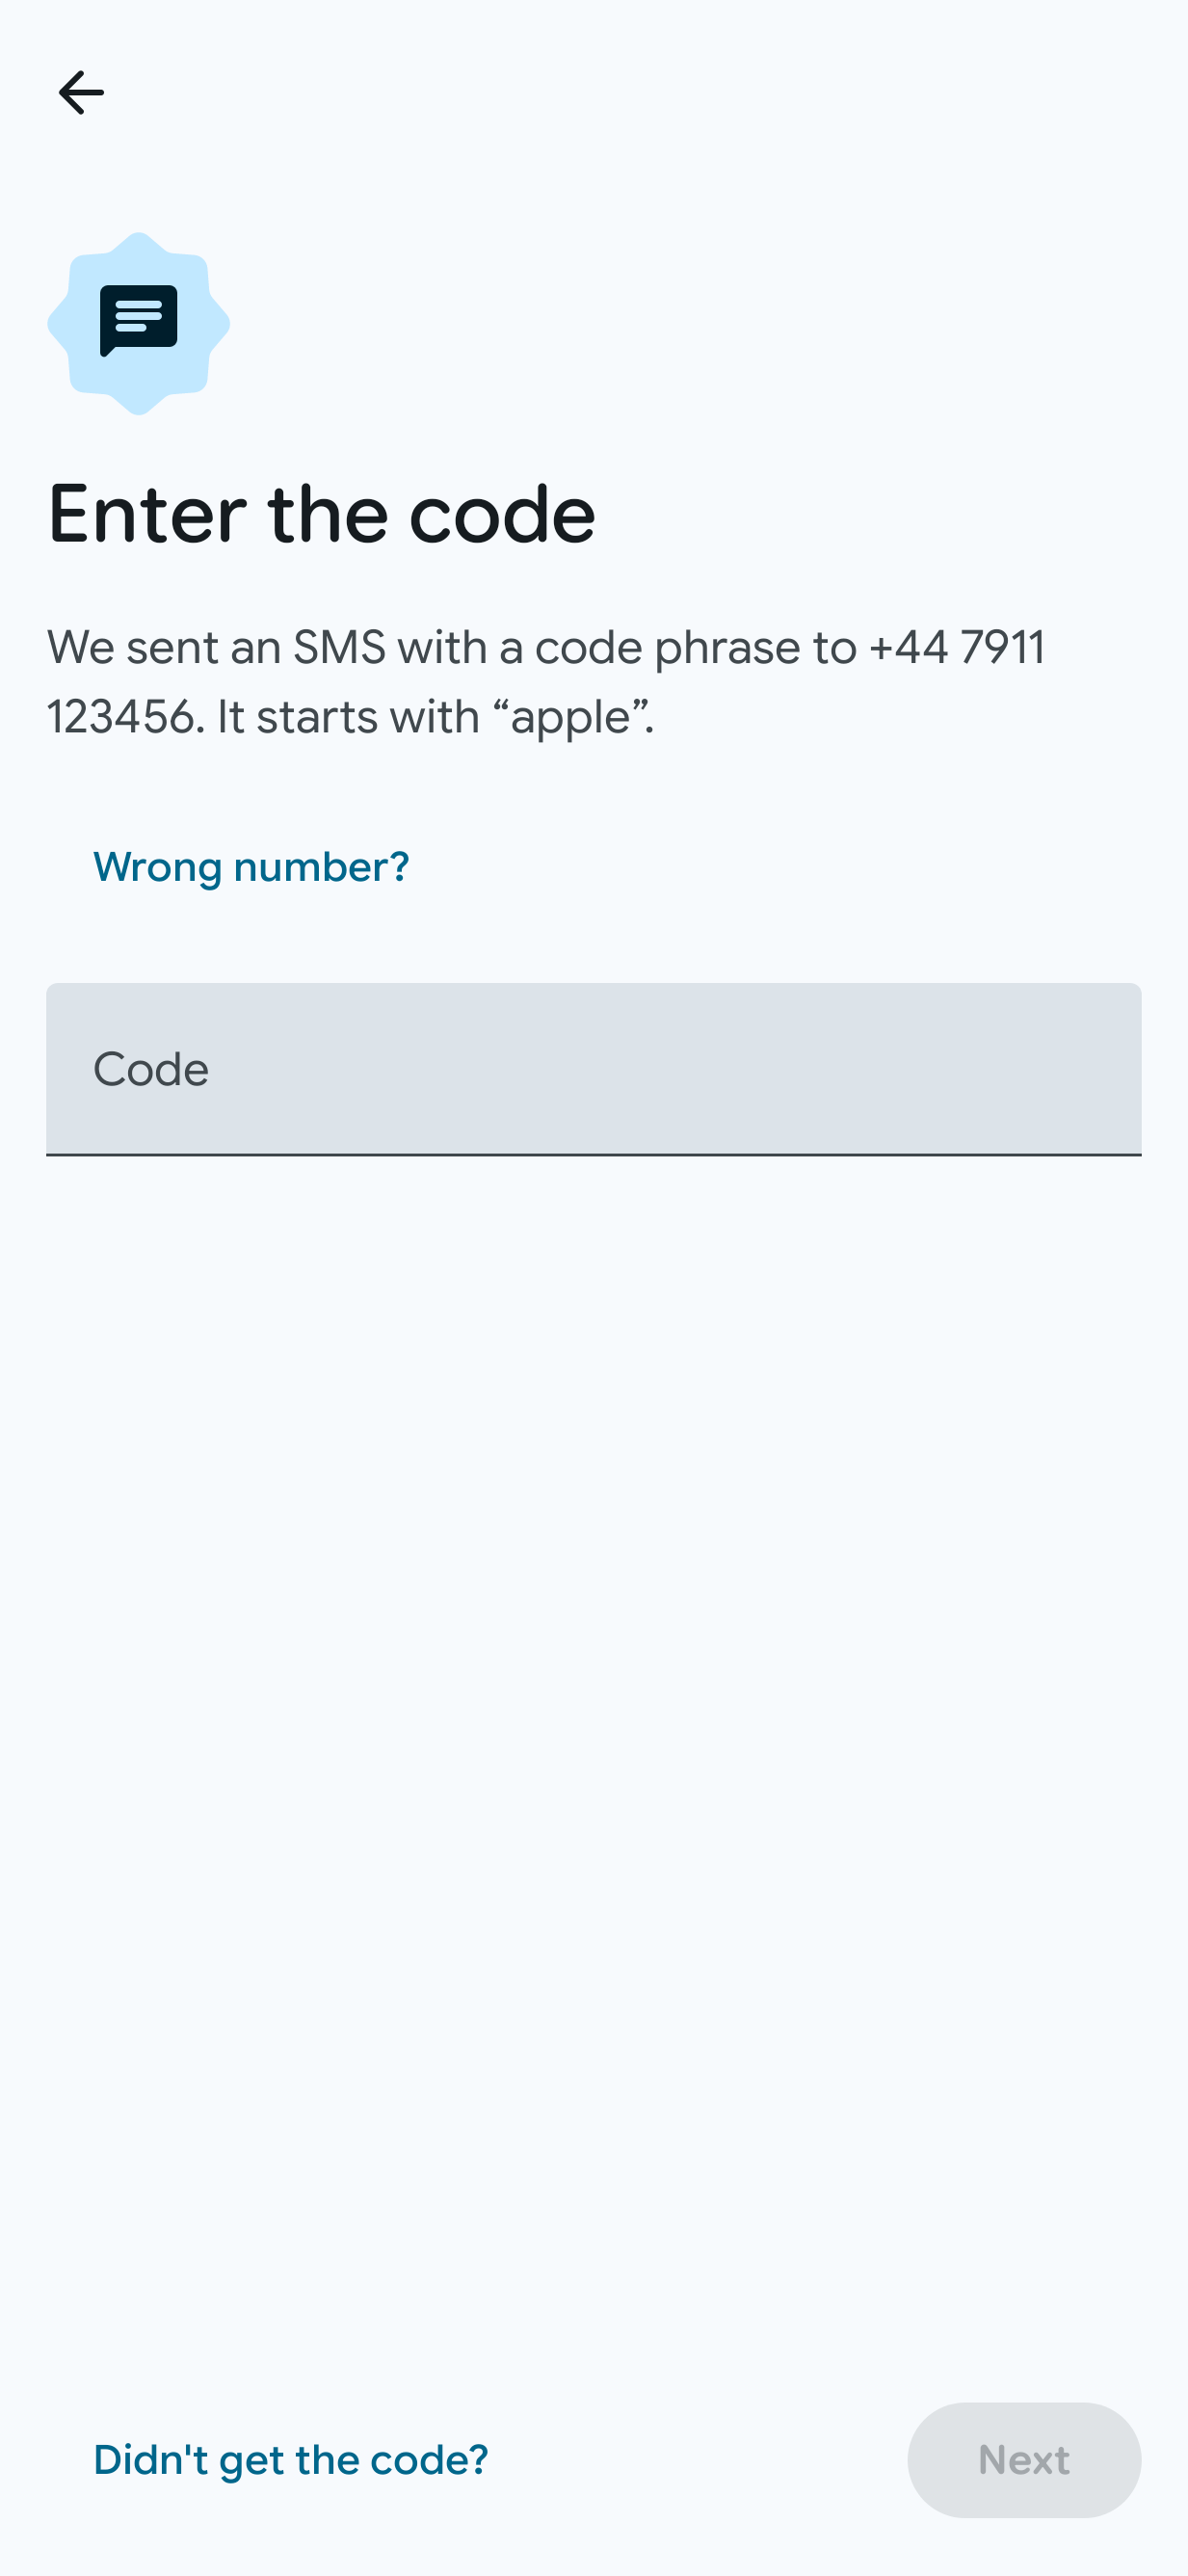 Enter the code
We sent an SMS with a code phrase to +44 7911
123456. It starts with “apple”.
Wrong number?
Code
Didn't get the code?
Next